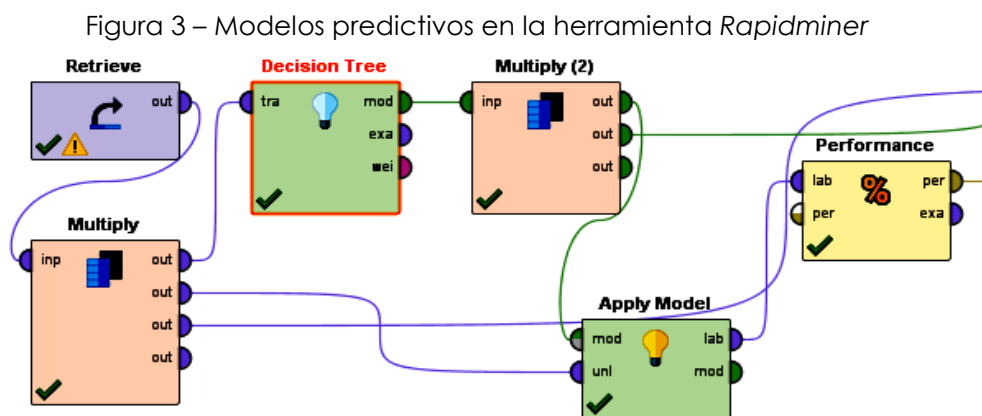 Figura 3 – Modelos predictivos en la herramienta Rapidminer
Retrieve
out
Decision Tree
tra
mod
exa
wei
Multiply (2)
inp
out
out
out
Performance
lab
per
per
exa
Multiply
inp
out
out
out
out
Apply Model
mod
lab
unl
mod